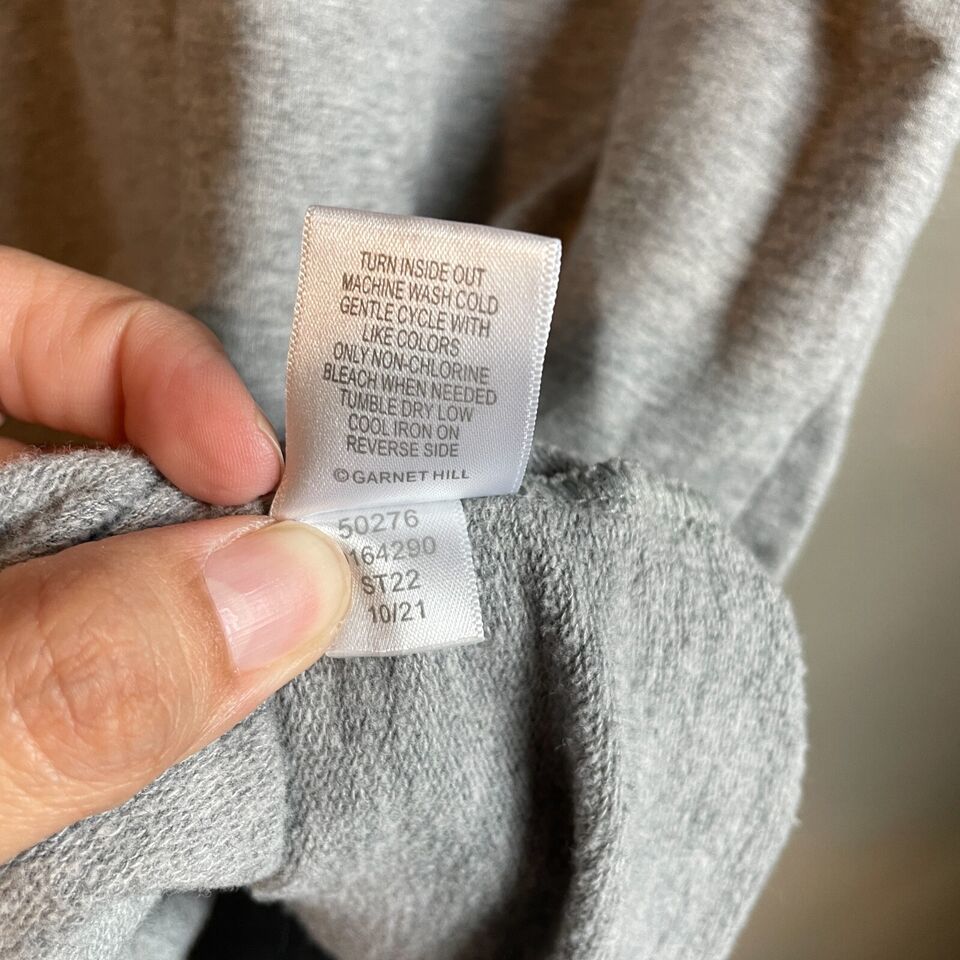 TURN INSIDE OUT
MACHINE WASH COLD
GENTLE CYCLE WITH
LIKE COLORS
ONLY NON-CHLORINE
BLEACH WHEN NEEDED
TUMBLE DRY LOW
COOL IRON ON
REVERSE SIDE
©GARNET HILL
50276
164290
ST22
10/21